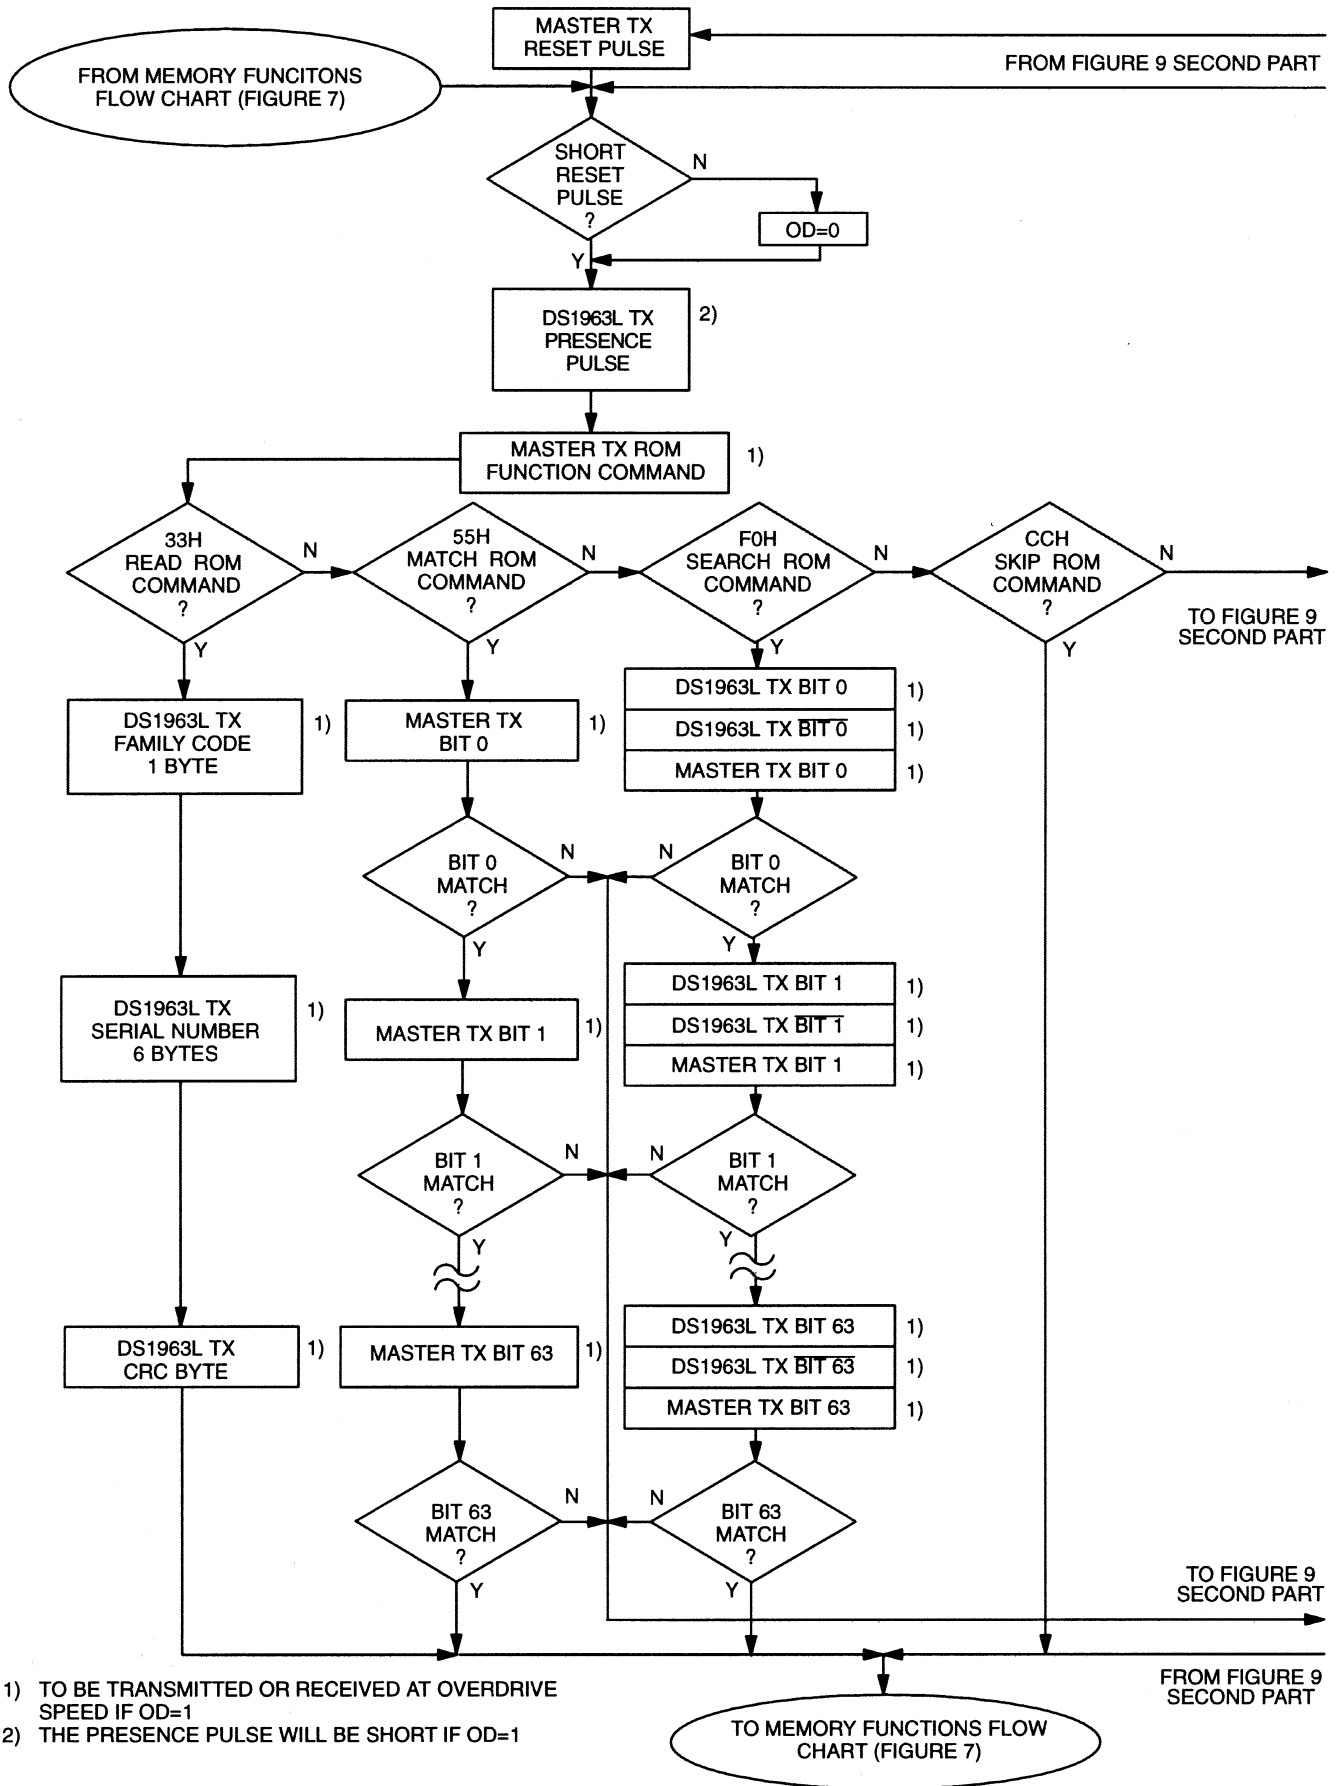 MASTER TX
RESET PULSE
FROM FIGURE 9 SECOND PART
FROM MEMORY FUNCITONS
FLOW CHART (FIGURE 7)
SHORT
RESET
PULSE
?
N
OD=0
Y
DS1963L TX
PRESENCE
PULSE
2)
MASTER TX ROM
FUNCTION COMMAND
1)
33H
READ ROM
COMMAND
?
N
Y
55H
MATCH ROM
COMMAND
?
N
Y
F0H
SEARCH ROM
COMMAND
?
N
Y
CCH
SKIP ROM
COMMAND
?
N
Y
TO FIGURE 9
SECOND PART
DS1963L TX
FAMILY CODE
1 BYTE
1)
MASTER TX
BIT 0
1)
DS1963L TX BIT 0
1)
DS1963L TX B̅I̅T̅ ̅0̅
1)
MASTER TX BIT 0
1)
BIT 0
MATCH
?
N
Y
N
BIT 0
MATCH
?
Y
DS1963L TX
SERIAL NUMBER
6 BYTES
1)
MASTER TX BIT 1
1)
DS1963L TX BIT 1
1)
DS1963L TX B̅I̅T̅ ̅1̅
1)
MASTER TX BIT 1
1)
BIT 1
MATCH
?
N
Y
N
BIT 1
MATCH
?
Y
DS1963L TX
CRC BYTE
1)
MASTER TX BIT 63
1)
DS1963L TX BIT 63
1)
DS1963L TX B̅I̅T̅ ̅6̅3̅
1)
MASTER TX BIT 63
1)
BIT 63
MATCH
?
N
Y
N
BIT 63
MATCH
?
Y
TO FIGURE 9
SECOND PART
FROM FIGURE 9
SECOND PART
1) TO BE TRANSMITTED OR RECEIVED AT OVERDRIVE
SPEED IF OD=1
2) THE PRESENCE PULSE WILL BE SHORT IF OD=1
TO MEMORY FUNCTIONS FLOW
CHART (FIGURE 7)